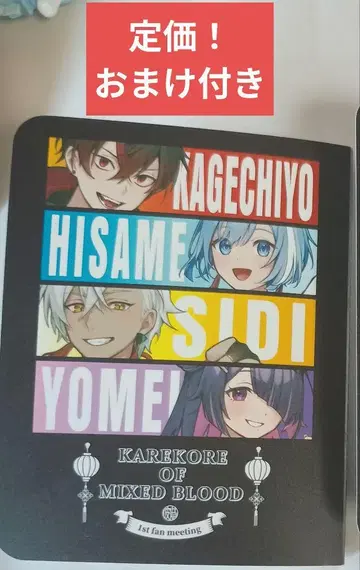 定価！
おまけ付き
KAGECHIYO
HISAME
SIDI
YOMEI
KAREKORE
OF
MIXED BLOOD
1st fan meeting